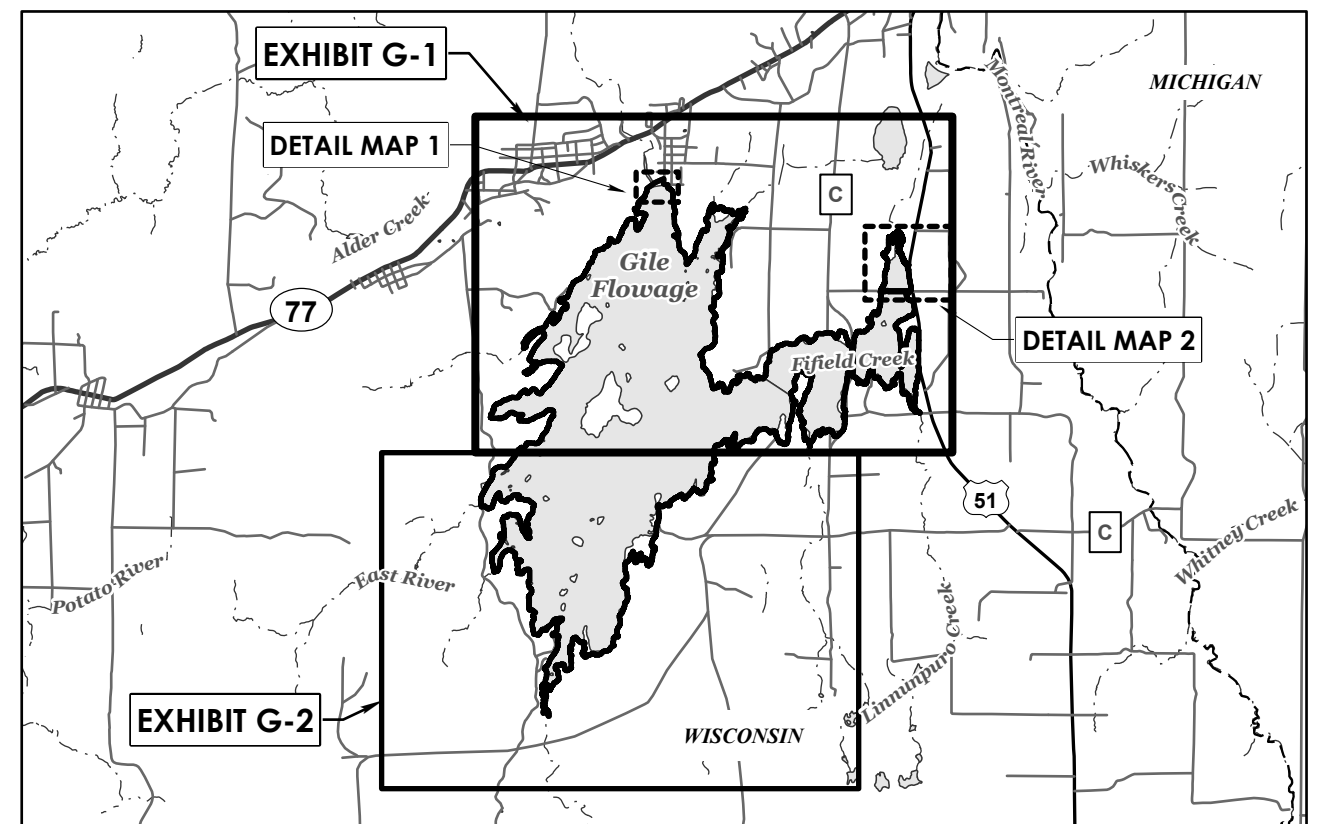 EXHIBIT G-1
MICHIGAN
Montreal River
DETAIL MAP 1
Whiskers Creek
C
Alder Creek
Gile
Flowage
77
DETAIL MAP 2
Fifield Creek
51
C
Whitney Creek
Potato River
East River
Linnunpuro Creek
EXHIBIT G-2
WISCONSIN